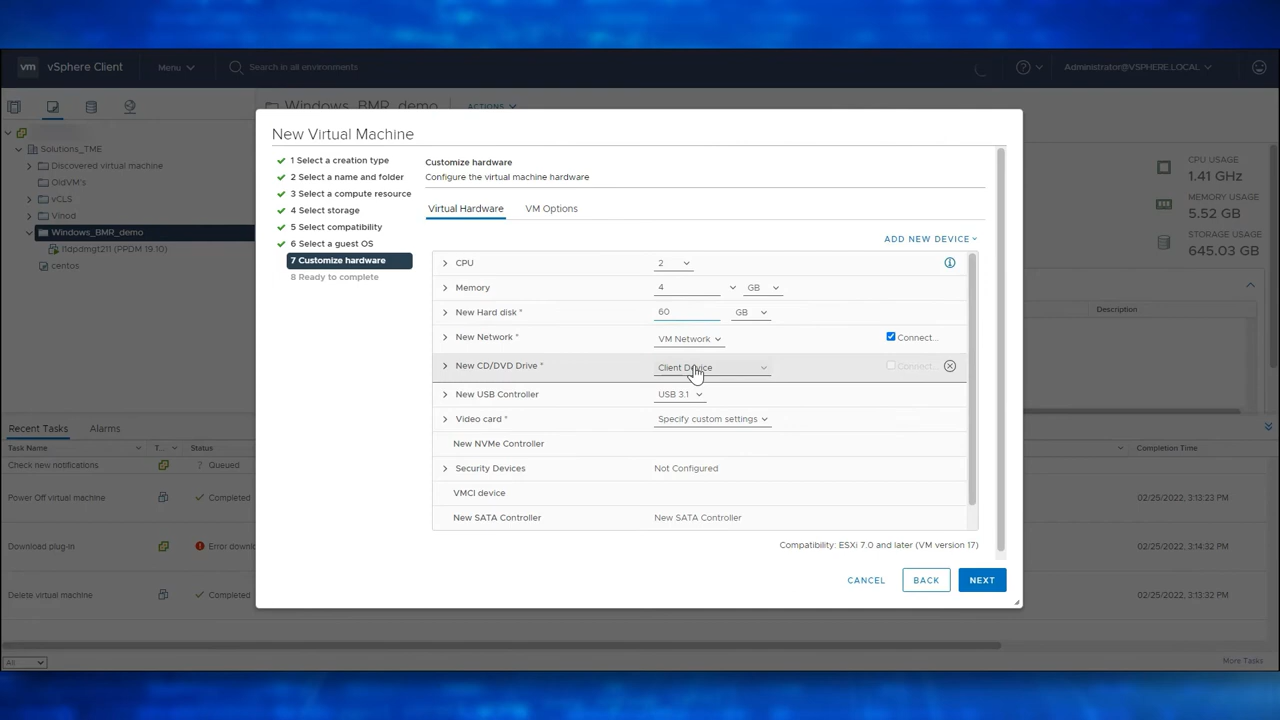 vm vSphere Client Menu Search in all environments Administrator@VSPHERE.LOCAL
Windows_BMR_demo ACTIONS
Solutions_TME
Discovered virtual machine
OldVM's
vCLS
Vinod
Windows_BMR_demo
(PPDM 19.10)
centos
CPU USAGE
1.41 GHz
MEMORY USAGE
5.52 GB
STORAGE USAGE
645.03 GB
Description
New Virtual Machine
1 Select a creation type
2 Select a name and folder
3 Select a compute resource
4 Select storage
5 Select compatibility
6 Select a guest OS
7 Customize hardware
8 Ready to complete
Customize hardware
Configure the virtual machine hardware
Virtual Hardware VM Options
ADD NEW DEVICE
CPU 2
Memory 4 GB
New Hard disk * 60 GB
New Network * VM Network Connect...
New CD/DVD Drive * Client Device Connect...
New USB Controller USB 3.1
Video card * Specify custom settings
New NVMe Controller
Security Devices Not Configured
VMCI device
New SATA Controller New SATA Controller
Compatibility: ESXi 7.0 and later (VM version 17)
CANCEL BACK NEXT
Recent Tasks Alarms
Task Name T... Status Completion Time
Check new notifications ? Queued
Power Off virtual machine Completed 02/25/2022, 3:13:23 PM
Download plug-in Error downlo 02/25/2022, 3:14:32 PM
Delete virtual machine Completed 02/25/2022, 3:13:32 PM
All More Tasks